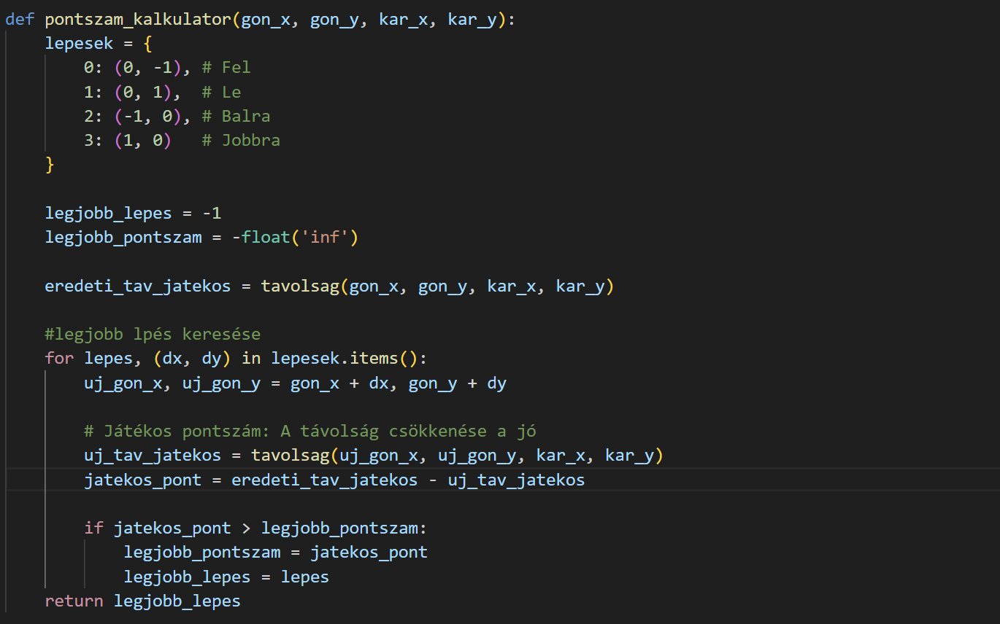 def pontszam_kalkulator(gon_x, gon_y, kar_x, kar_y):
    lepesek = {
        0: (0, -1), # Fel
        1: (0, 1),  # Le
        2: (-1, 0), # Balra
        3: (1, 0)   # Jobbra
    }

    legjobb_lepes = -1
    legjobb_pontszam = -float('inf')

    eredeti_tav_jatekos = tavolsag(gon_x, gon_y, kar_x, kar_y)

    #legjobb lpés keresése
    for lepes, (dx, dy) in lepesek.items():
        uj_gon_x, uj_gon_y = gon_x + dx, gon_y + dy

        # Játékos pontszám: A távolság csökkenése a jó
        uj_tav_jatekos = tavolsag(uj_gon_x, uj_gon_y, kar_x, kar_y)
        jatekos_pont = eredeti_tav_jatekos - uj_tav_jatekos

        if jatekos_pont > legjobb_pontszam:
            legjobb_pontszam = jatekos_pont
            legjobb_lepes = lepes
    return legjobb_lepes